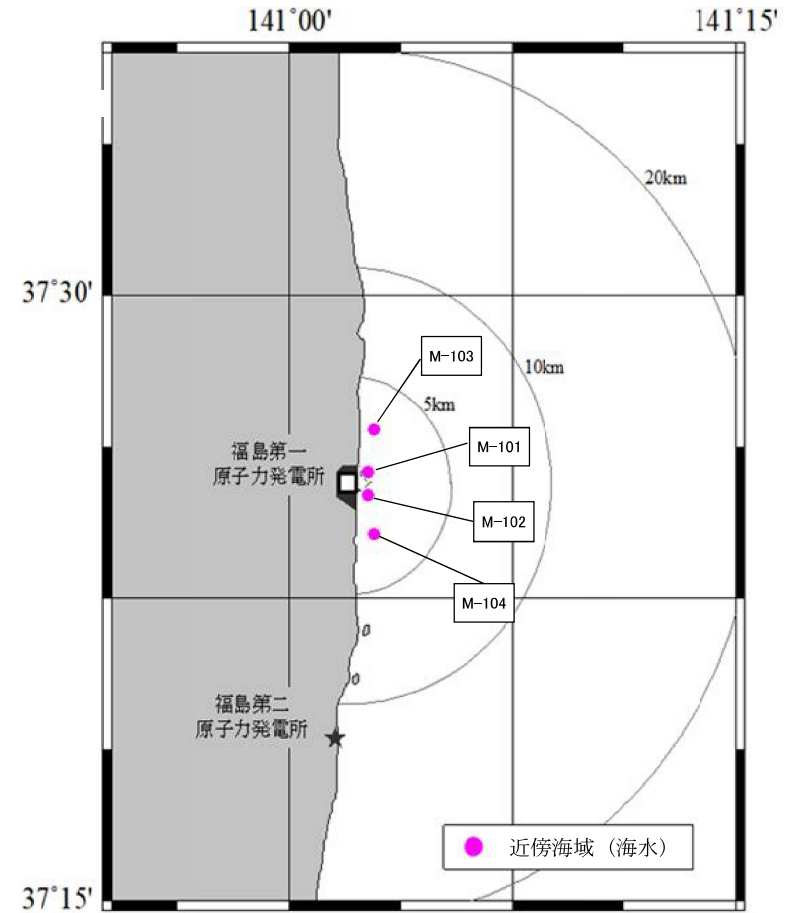 141°00'
141°15'
20km
37°30'
M-103
10km
5km
福島第一
原子力発電所
M-101
M-102
M-104
福島第二
原子力発電所
近傍海域（海水）
37°15'